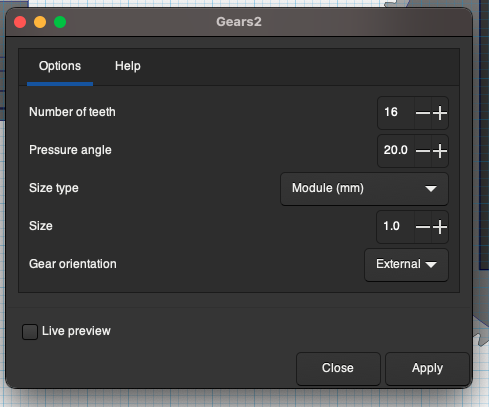 Gears2
Options Help
Number of teeth 16
Pressure angle 20.0
Size type Module (mm)
Size 1.0
Gear orientation External
Live preview
Close Apply